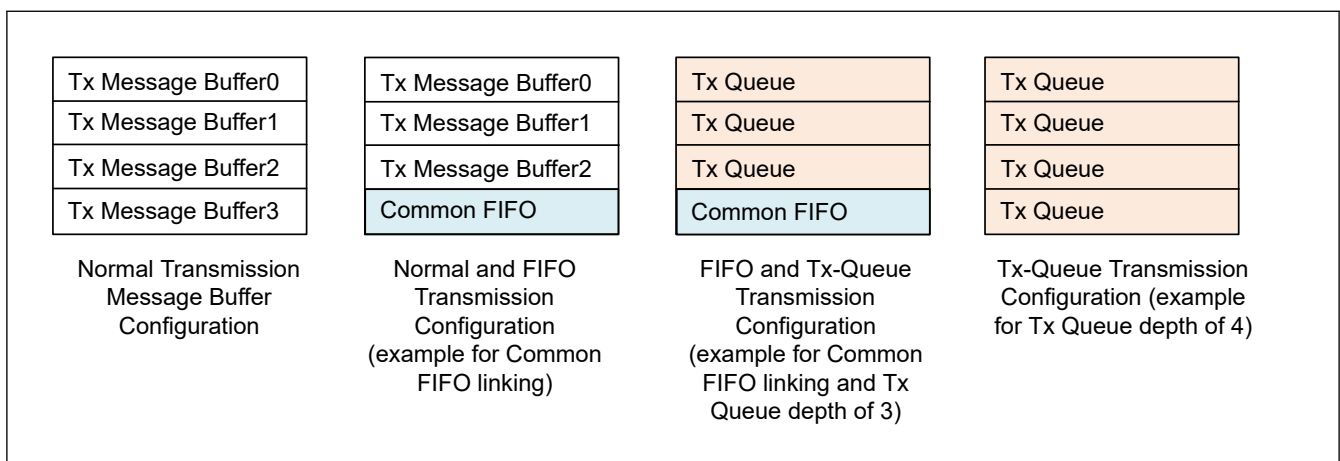 Tx Message Buffer0
Tx Message Buffer1
Tx Message Buffer2
Tx Message Buffer3
Normal Transmission
Message Buffer
Configuration
Tx Message Buffer0
Tx Message Buffer1
Tx Message Buffer2
Common FIFO
Normal and FIFO
Transmission
Configuration
(example for Common
FIFO linking)
Tx Queue
Tx Queue
Tx Queue
Common FIFO
FIFO and Tx-Queue
Transmission
Configuration
(example for Common
FIFO linking and Tx
Queue depth of 3)
Tx Queue
Tx Queue
Tx Queue
Tx Queue
Tx-Queue Transmission
Configuration (example
for Tx Queue depth of 4)